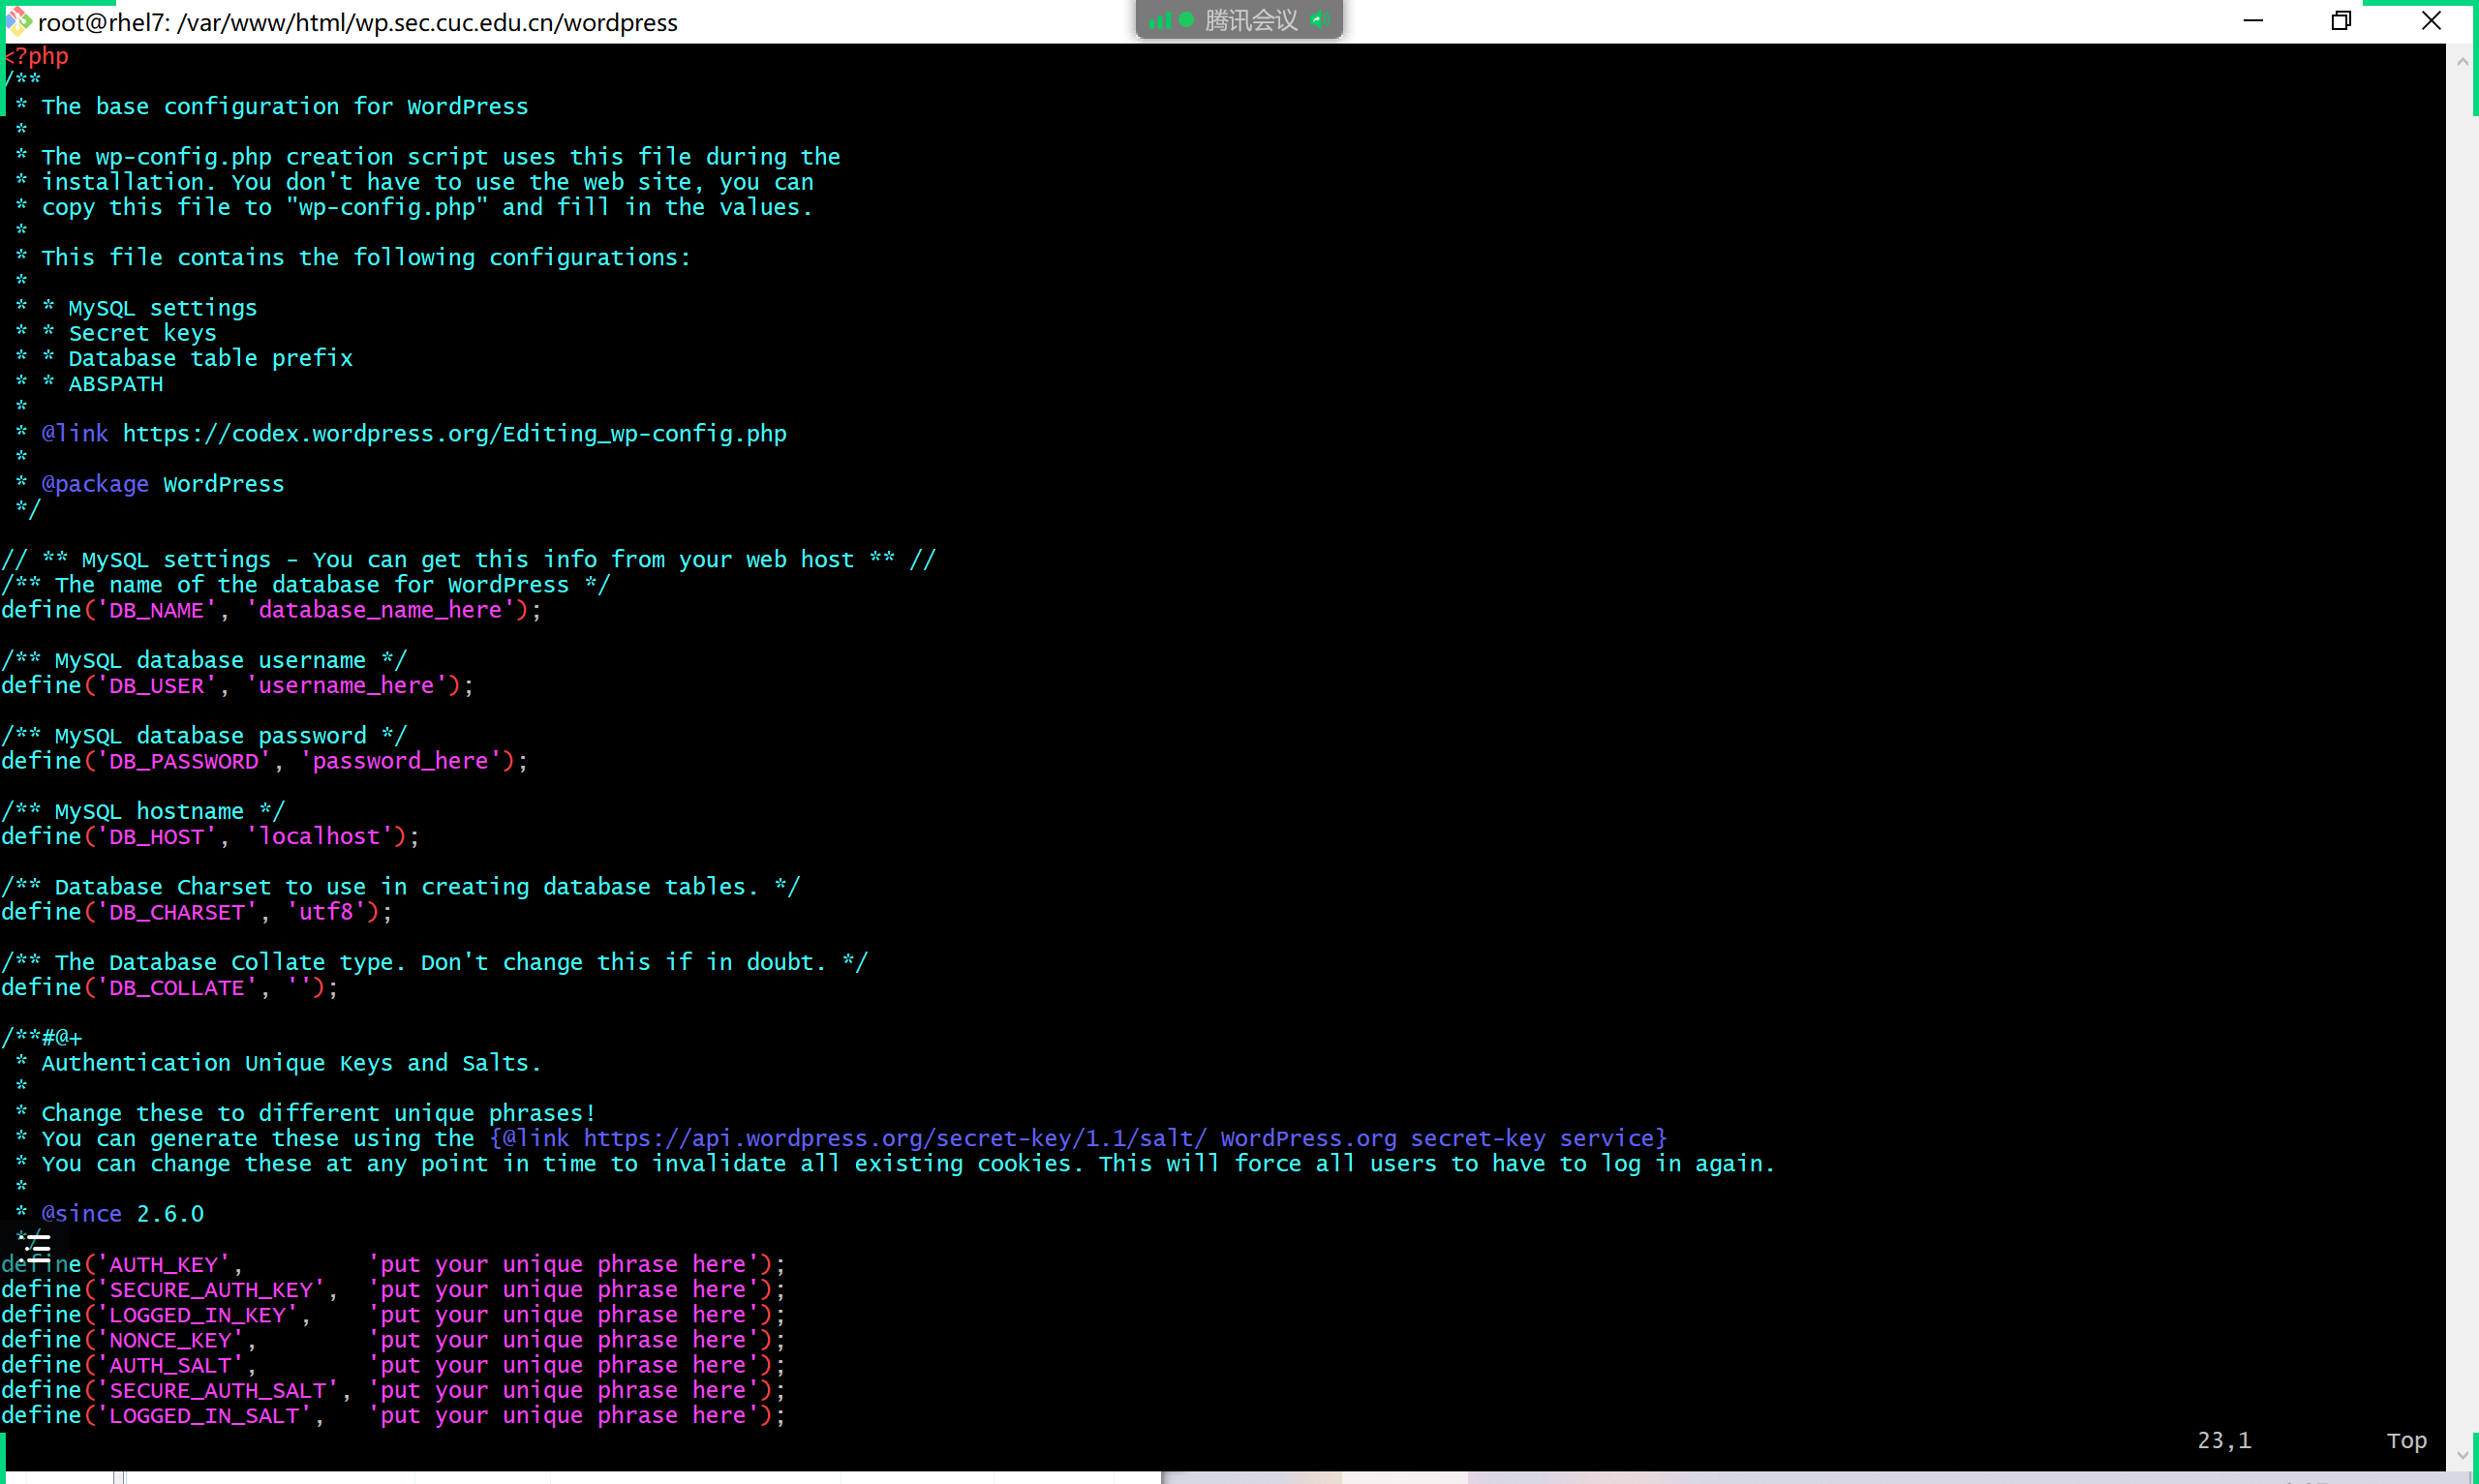 root@rhel7: /var/www/html/wp.sec.cuc.edu.cn/wordpress
腾讯会议
<?php
/**
 * The base configuration for WordPress
 *
 * The wp-config.php creation script uses this file during the
 * installation. You don't have to use the web site, you can
 * copy this file to "wp-config.php" and fill in the values.
 *
 * This file contains the following configurations:
 *
 * * MySQL settings
 * * Secret keys
 * * Database table prefix
 * * ABSPATH
 *
 * @link https://codex.wordpress.org/Editing_wp-config.php
 *
 * @package WordPress
 */
// ** MySQL settings - You can get this info from your web host ** //
/** The name of the database for WordPress */
define('DB_NAME', 'database_name_here');
/** MySQL database username */
define('DB_USER', 'username_here');
/** MySQL database password */
define('DB_PASSWORD', 'password_here');
/** MySQL hostname */
define('DB_HOST', 'localhost');
/** Database Charset to use in creating database tables. */
define('DB_CHARSET', 'utf8');
/** The Database Collate type. Don't change this if in doubt. */
define('DB_COLLATE', '');
/**#@+
 * Authentication Unique Keys and Salts.
 *
 * Change these to different unique phrases!
 * You can generate these using the {@link https://api.wordpress.org/secret-key/1.1/salt/ WordPress.org secret-key service}
 * You can change these at any point in time to invalidate all existing cookies. This will force all users to have to log in again.
 *
 * @since 2.6.0
 */
define('AUTH_KEY',         'put your unique phrase here');
define('SECURE_AUTH_KEY',  'put your unique phrase here');
define('LOGGED_IN_KEY',    'put your unique phrase here');
define('NONCE_KEY',        'put your unique phrase here');
define('AUTH_SALT',        'put your unique phrase here');
define('SECURE_AUTH_SALT', 'put your unique phrase here');
define('LOGGED_IN_SALT',   'put your unique phrase here');
23,1 Top